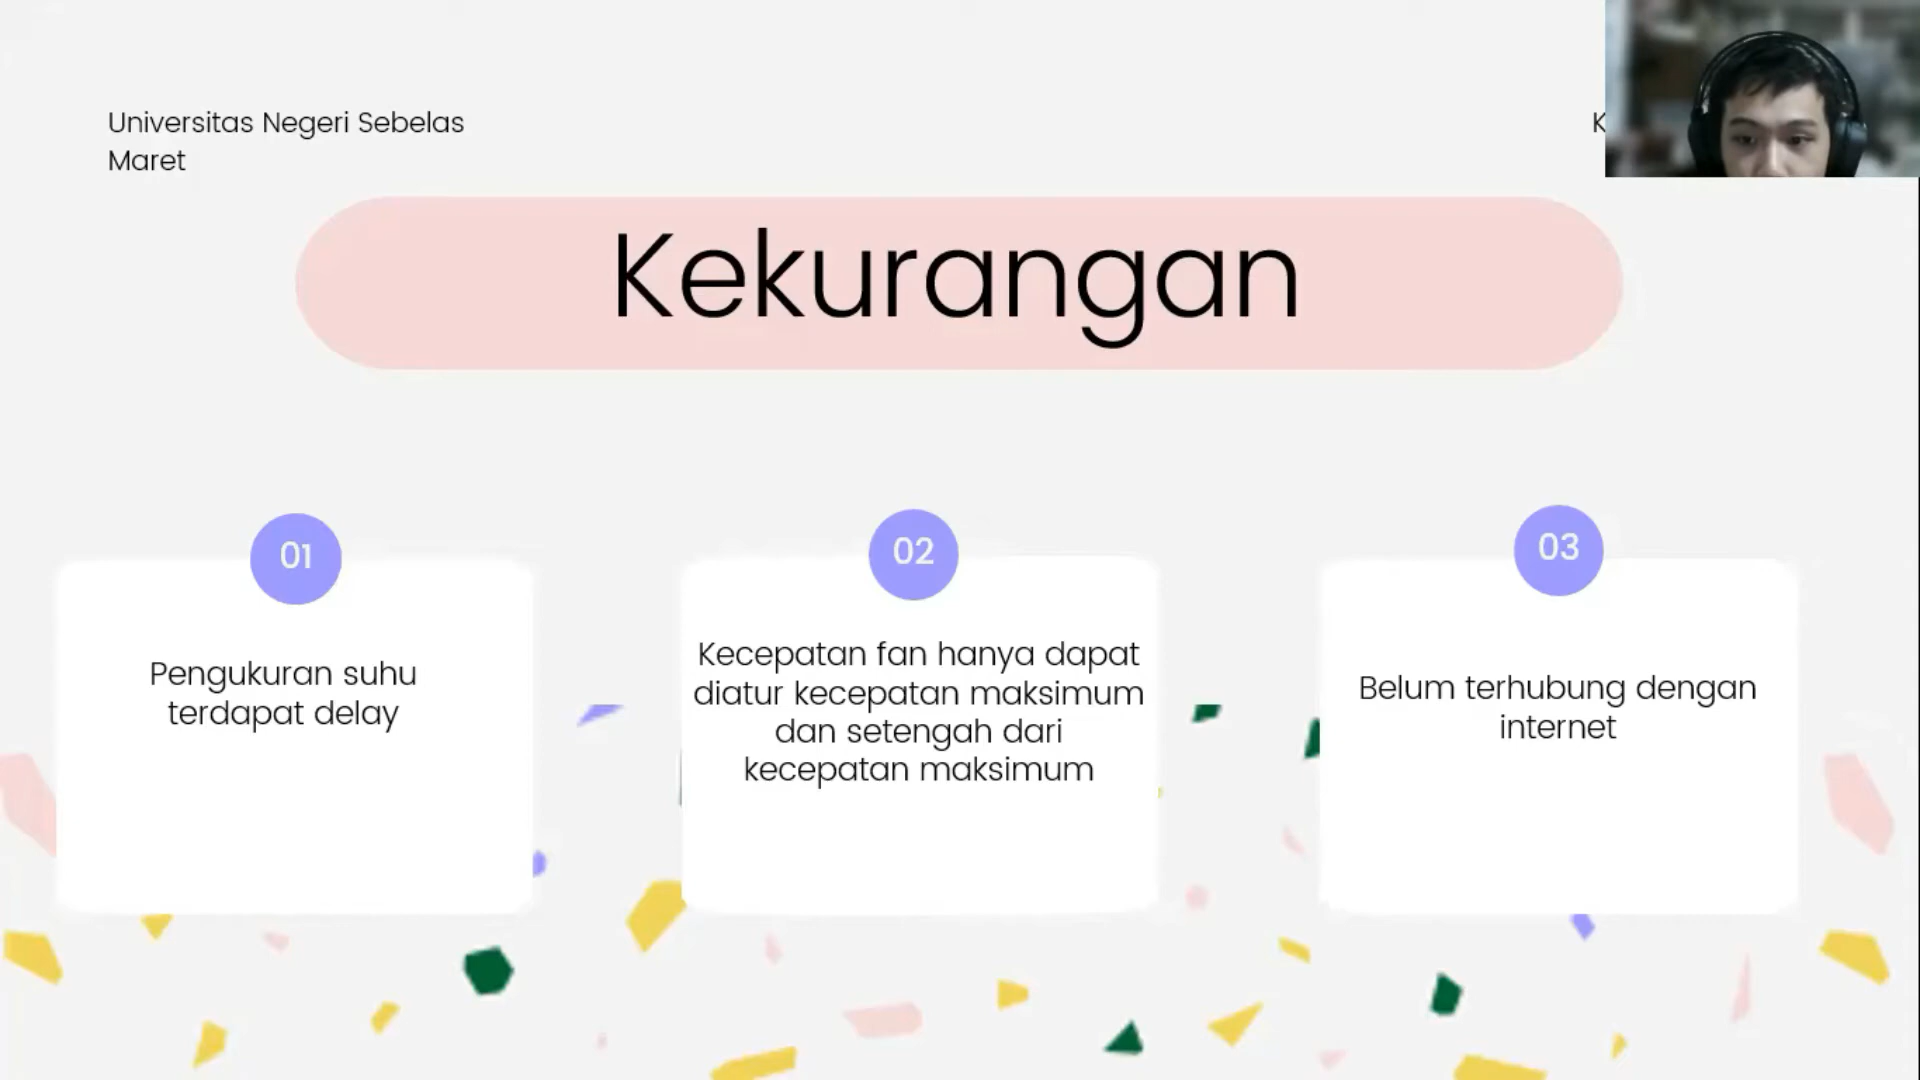 Universitas Negeri Sebelas
Maret
K
Kekurangan
01
Pengukuran suhu
terdapat delay
02
Kecepatan fan hanya dapat
diatur kecepatan maksimum
dan setengah dari
kecepatan maksimum
03
Belum terhubung dengan
internet